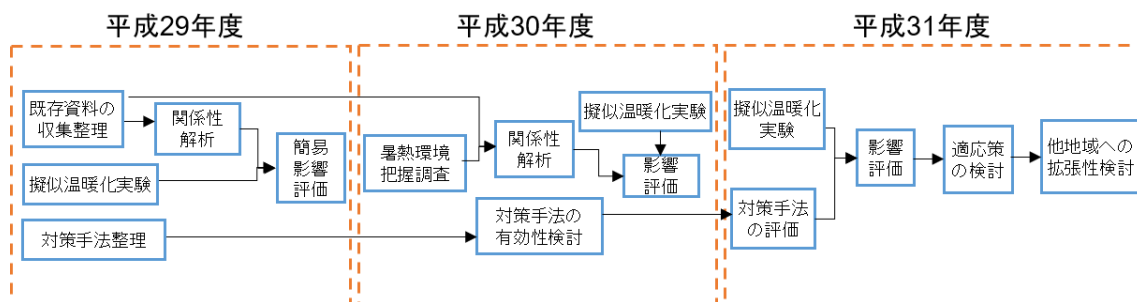 平成29年度
既存資料の
収集整理
関係性
解析
簡易
影響
評価
擬似温暖化実験
対策手法整理
平成30年度
暑熱環境
把握調査
関係性
解析
擬似温暖化実験
影響
評価
対策手法の
有効性検討
平成31年度
擬似温暖化
実験
対策手法
の評価
影響
評価
適応策
の検討
他地域への
拡張性検討